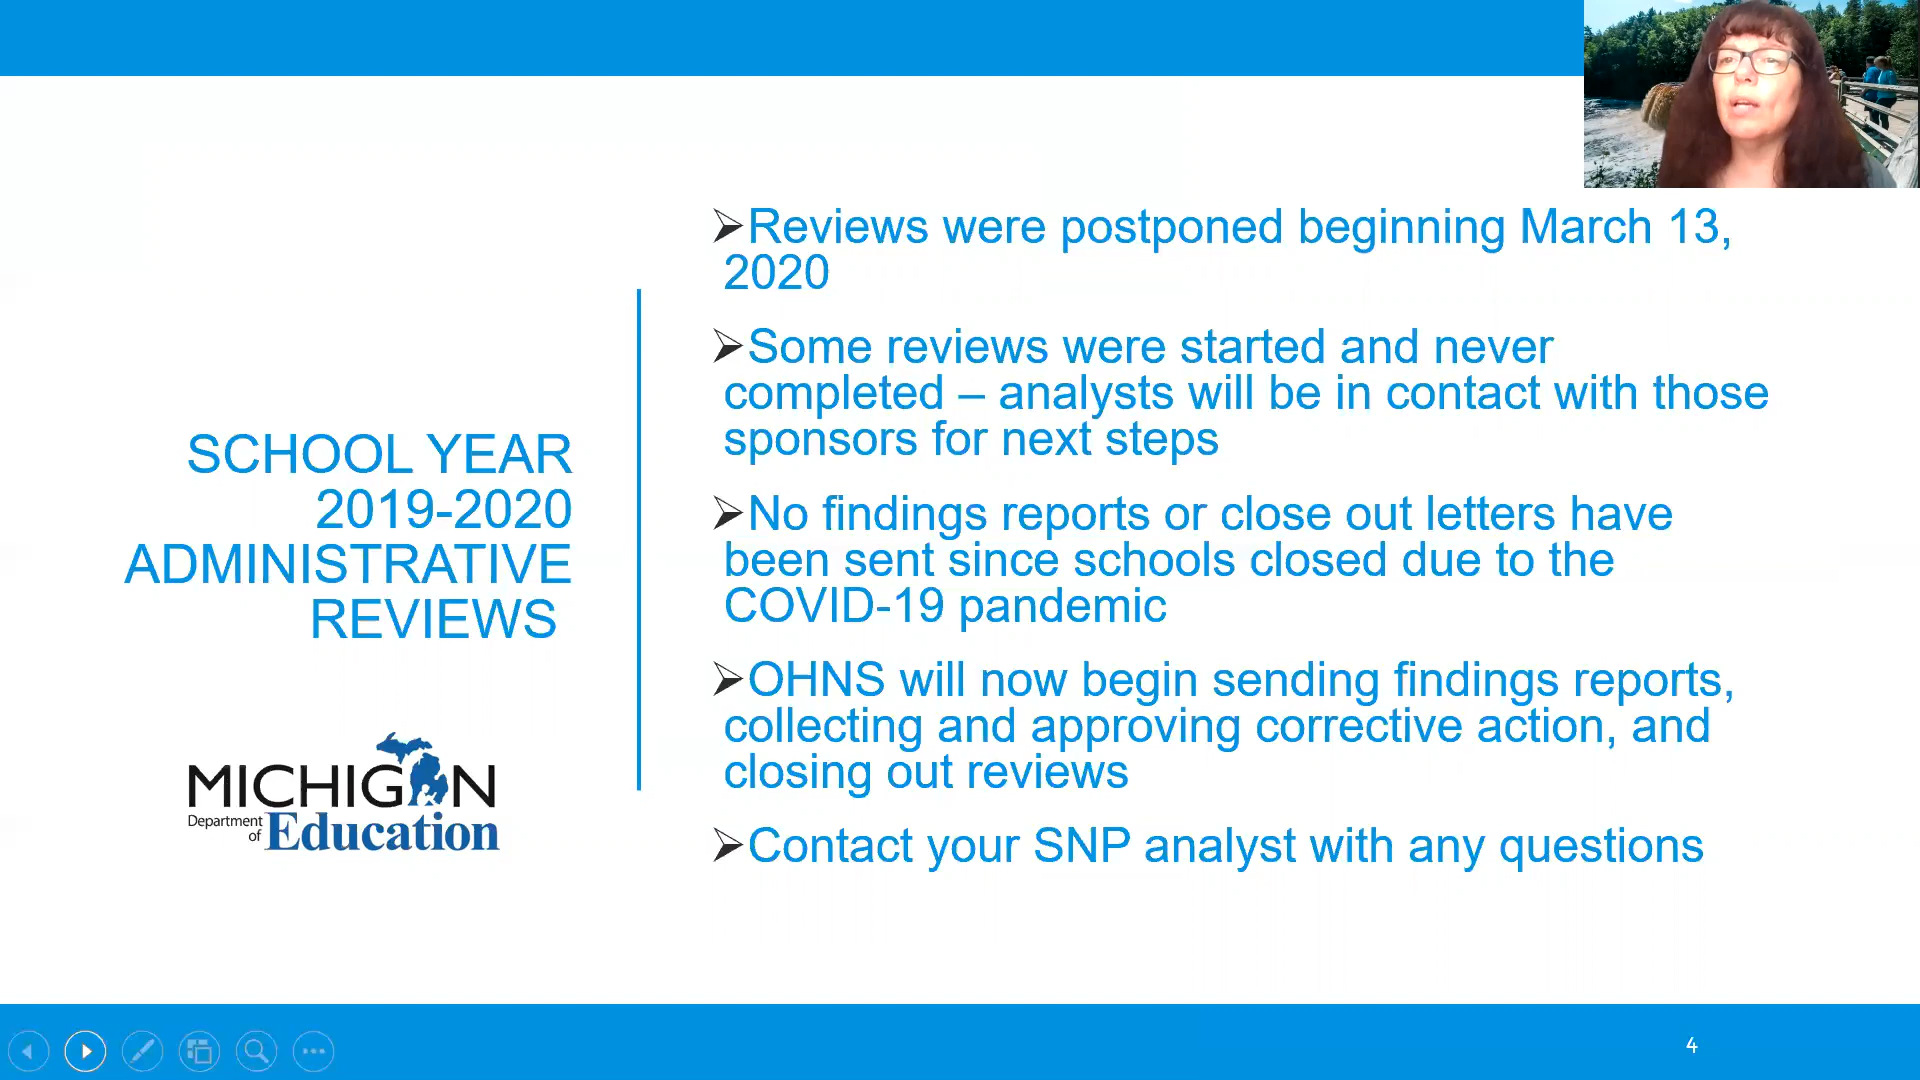 SCHOOL YEAR
2019-2020
ADMINISTRATIVE
REVIEWS
MICHIGAN
Department
of Education
➢Reviews were postponed beginning March 13,
2020
➢Some reviews were started and never
completed – analysts will be in contact with those
sponsors for next steps
➢No findings reports or close out letters have
been sent since schools closed due to the
COVID-19 pandemic
➢OHNS will now begin sending findings reports,
collecting and approving corrective action, and
closing out reviews
➢Contact your SNP analyst with any questions
4